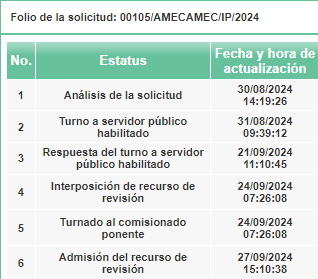 Folio de la solicitud: 00105/AMECAMEC/IP/2024
No. Estatus Fecha y hora de
actualización
1 Análisis de la solicitud 30/08/2024
14:19:26
2 Turno a servidor público
habilitado 31/08/2024
09:39:12
3 Respuesta del turno a servidor
público habilitado 21/09/2024
11:10:45
4 Interposición de recurso de
revisión 24/09/2024
07:26:08
5 Turnado al comisionado
ponente 24/09/2024
07:26:08
6 Admisión del recurso de
revisión 27/09/2024
15:10:38